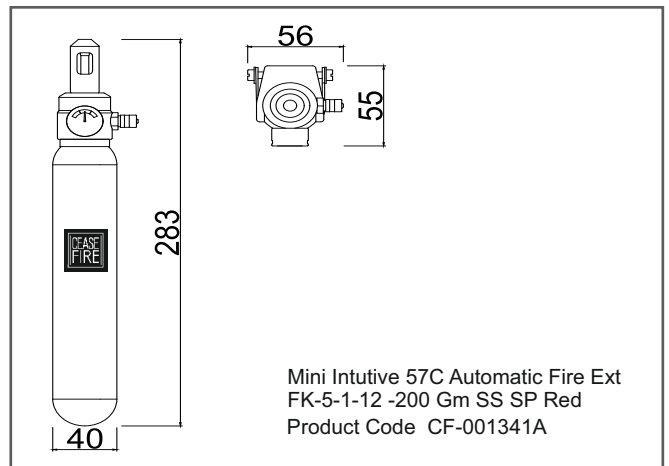 56
55
283
CEASE
FIRE
40
Mini Intutive 57C Automatic Fire Ext
FK-5-1-12 -200 Gm SS SP Red
Product Code CF-001341A